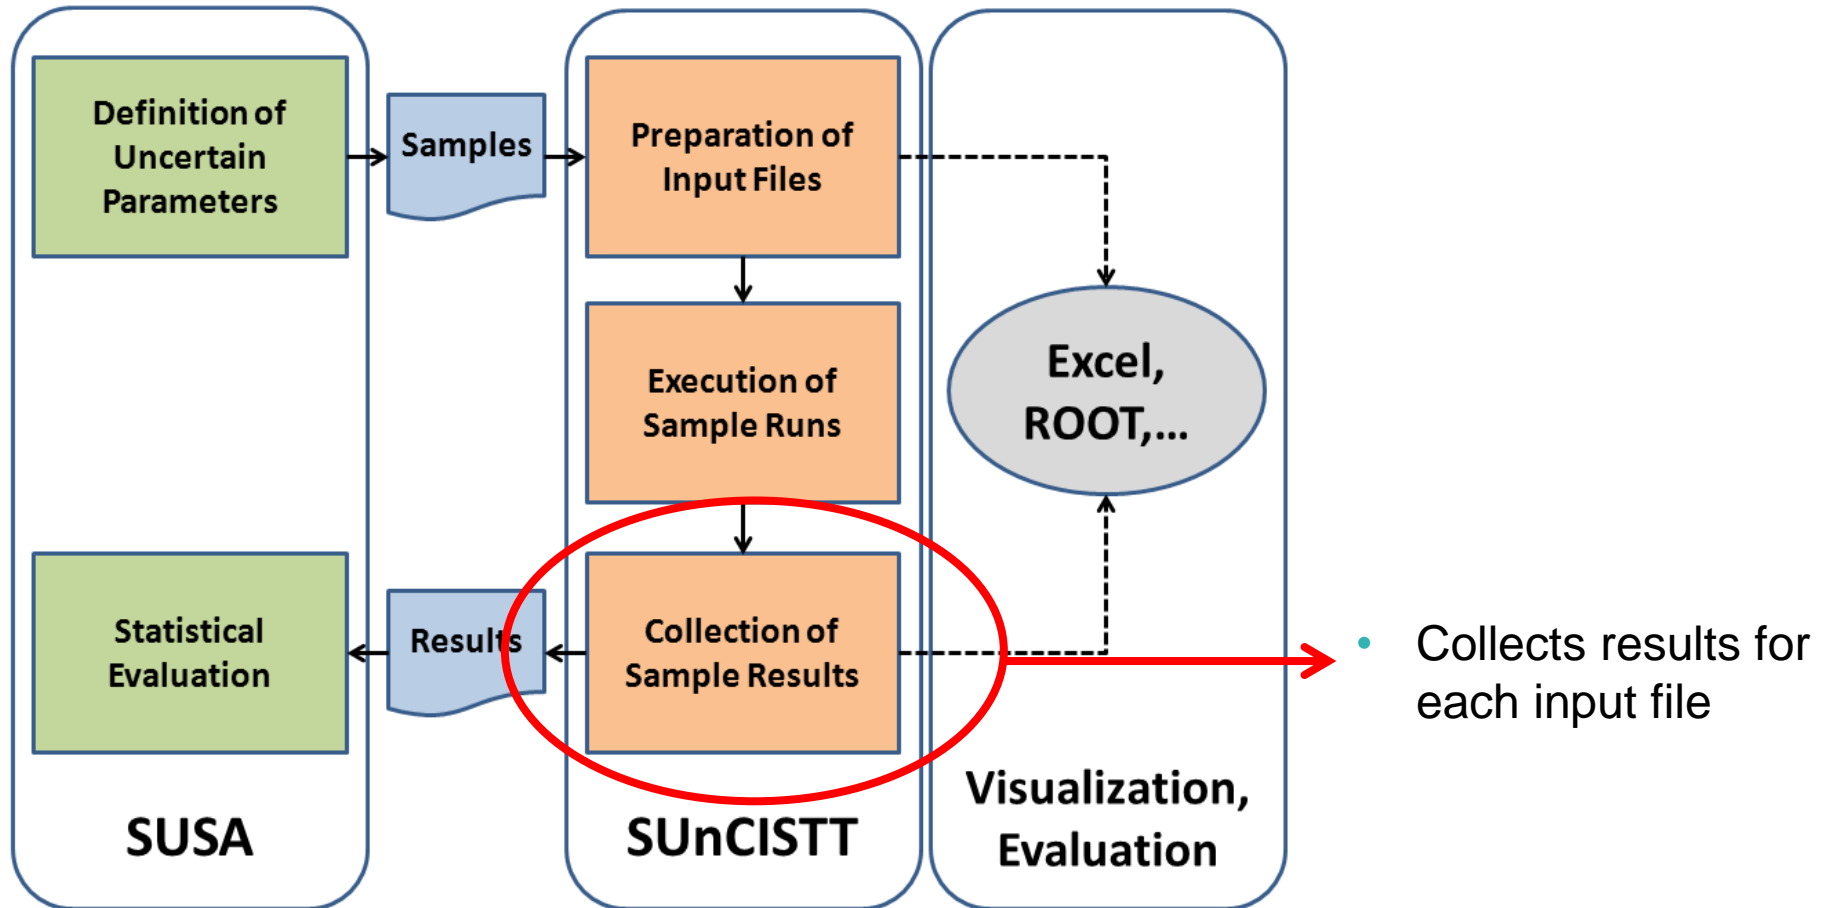 Definition of
Uncertain
Parameters
Samples
Preparation of
Input Files
Execution of
Sample Runs
Excel,
ROOT,...
Statistical
Evaluation
Results
Collection of
Sample Results
• Collects results for
each input file
SUSA
SUnCISTT
Visualization,
Evaluation